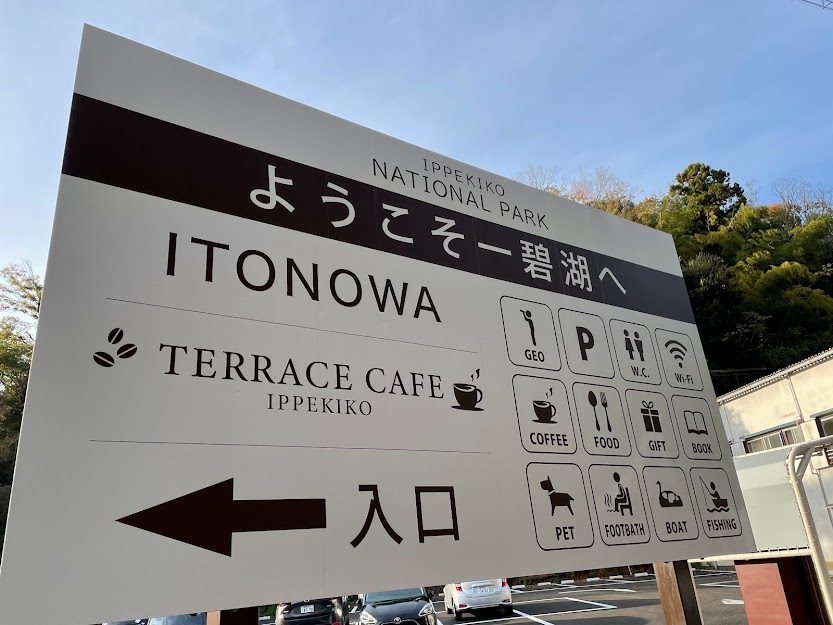 IPPEKIKO
NATIONAL PARK
ようこそ一碧湖へ
ITONOWA
TERRACE CAFE
IPPEKIKO
入口
GEO
P
W.C.
Wi-Fi
COFFEE
FOOD
GIFT
BOOK
PET
FOOTBATH
BOAT
FISHING